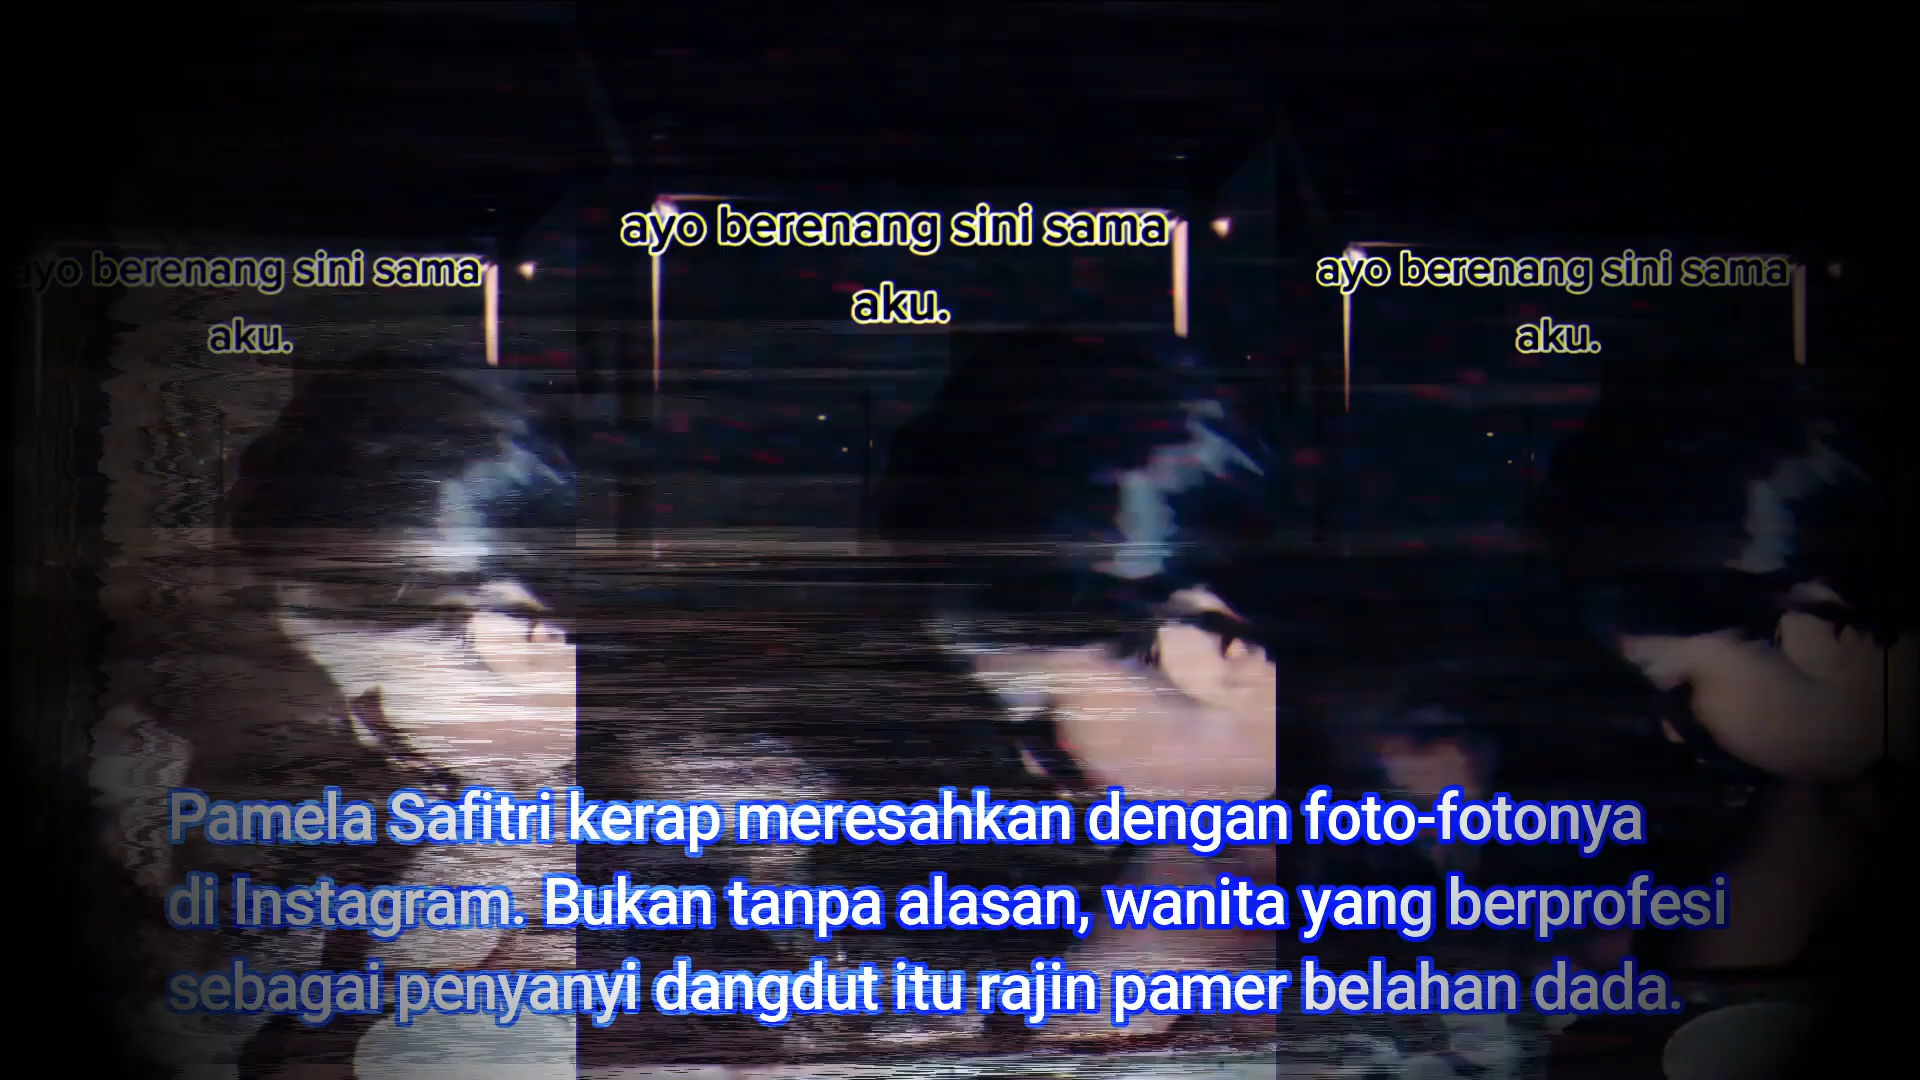 ayo berenang sini sama
aku.
ayo berenang sini sama
aku.
ayo berenang sini sama
aku.
Pamela Safitri kerap meresahkan dengan foto-fotonya
di Instagram. Bukan tanpa alasan, wanita yang berprofesi
sebagai penyanyi dangdut itu rajin pamer belahan dada.